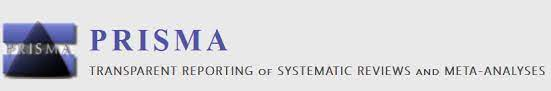 PRISMA
PRISMA
TRANSPARENT REPORTING OF SYSTEMATIC REVIEWS AND META-ANALYSES